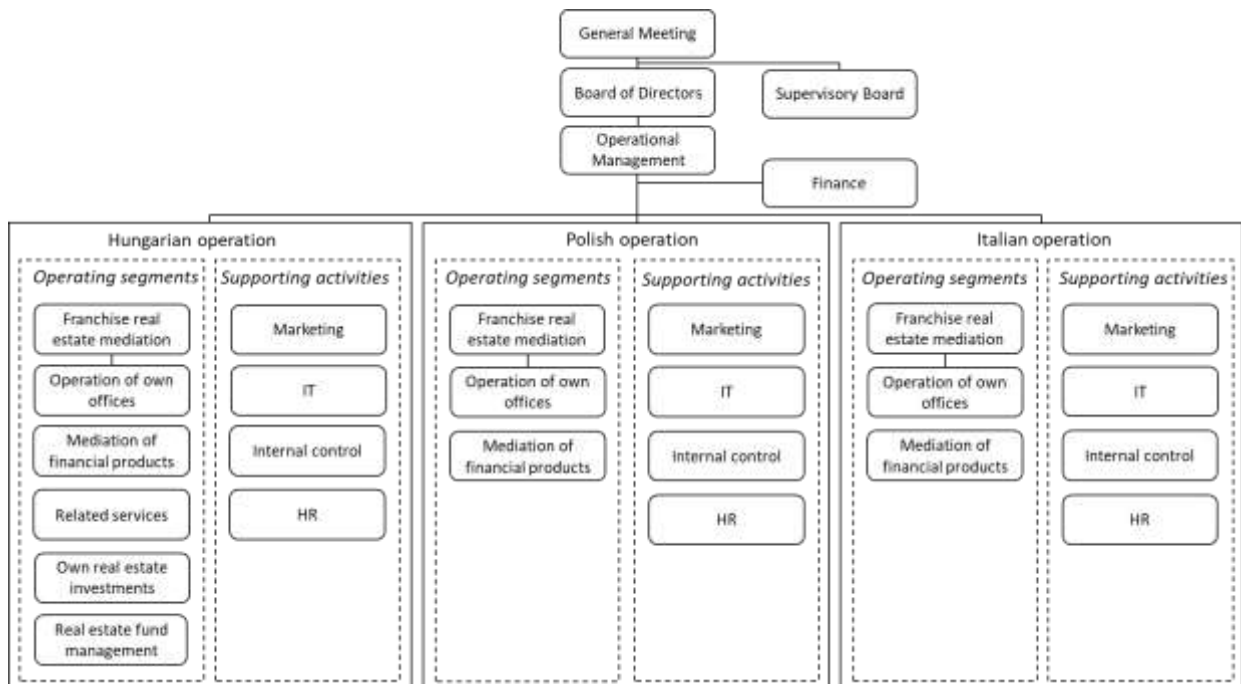 General Meeting
Board of Directors
Supervisory Board
Operational
Management
Finance
Hungarian operation
Operating segments
Franchise real
estate mediation
Operation of own
offices
Mediation of
financial products
Related services
Own real estate
investments
Real estate fund
management
Supporting activities
Marketing
IT
Internal control
HR
Polish operation
Operating segments
Franchise real
estate mediation
Operation of own
offices
Mediation of
financial products
Supporting activities
Marketing
IT
Internal control
HR
Italian operation
Operating segments
Franchise real
estate mediation
Operation of own
offices
Mediation of
financial products
Supporting activities
Marketing
IT
Internal control
HR